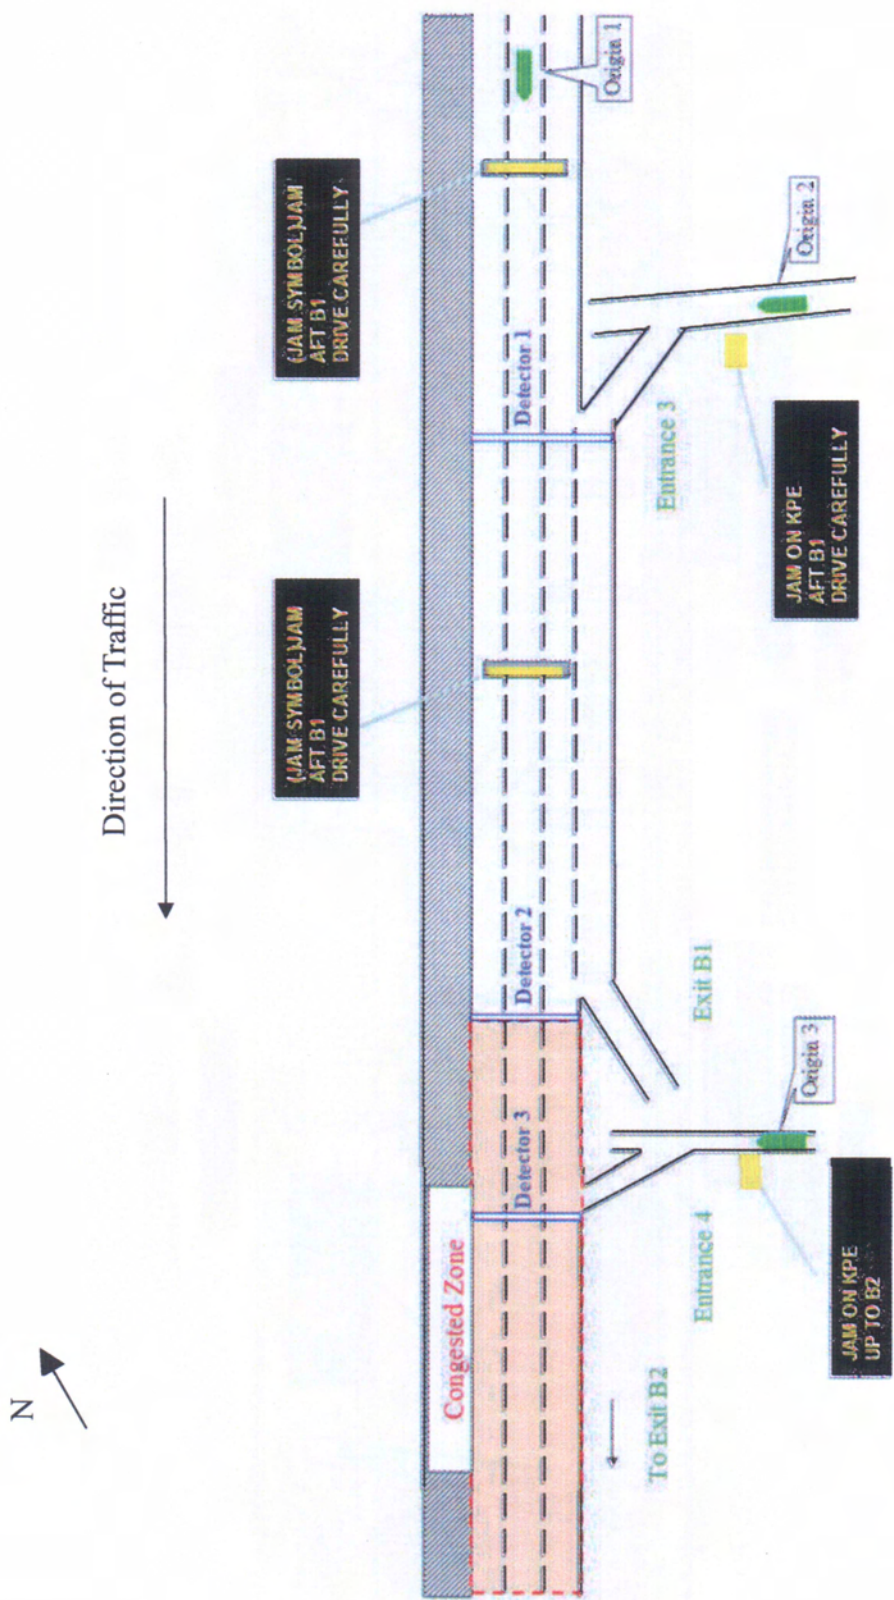 N
Direction of Traffic
(JAM SYMBOL)JAM
AFT B1
DRIVE CAREFULLY
(JAM SYMBOL)JAM
AFT B1
DRIVE CAREFULLY
Congested Zone
Detector 3
Detector 2
Detector 1
Origin 1
To Exit B2
Entrance 4
Exit B1
Entrance 3
Origin 3
Origin 2
JAM ON KPE
UP TO B2
JAM ON KPE
AFT B1
DRIVE CAREFULLY